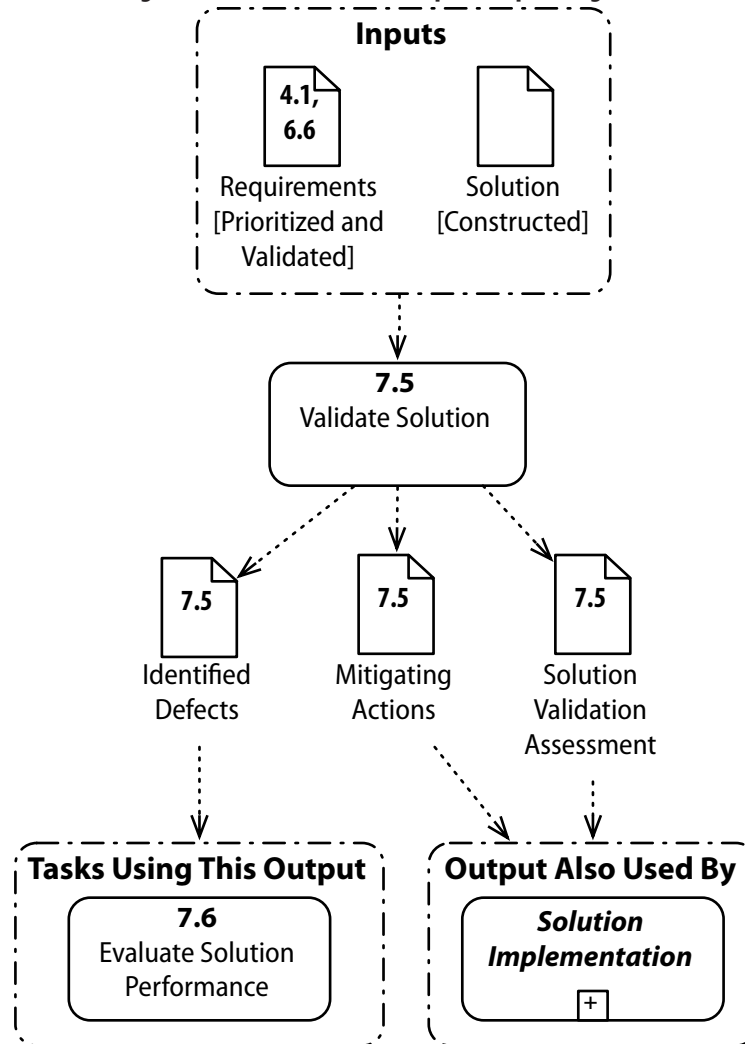 Inputs
4.1,
6.6
Requirements
[Prioritized and
Validated]
Solution
[Constructed]
7.5
Validate Solution
7.5
Identified
Defects
7.5
Mitigating
Actions
7.5
Solution
Validation
Assessment
Tasks Using This Output
7.6
Evaluate Solution
Performance
Output Also Used By
Solution
Implementation
+